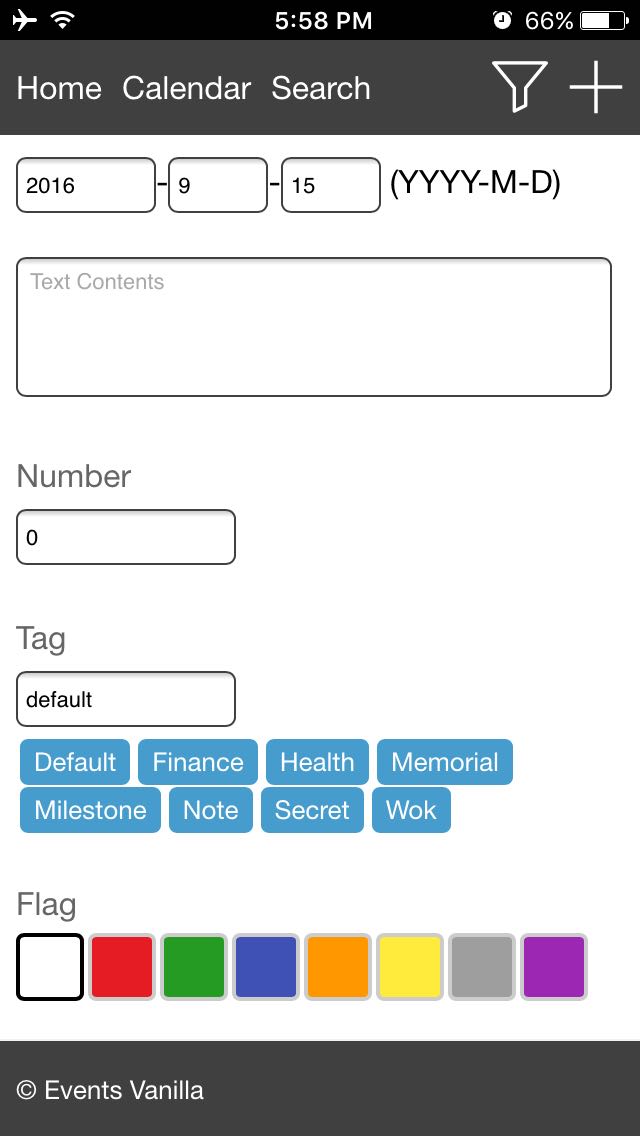 5:58 PM 66%
Home Calendar Search
2016-9-15 (YYYY-M-D)
Text Contents
Number
0
Tag
default
Default Finance Health Memorial
Milestone Note Secret Wok
Flag
© Events Vanilla